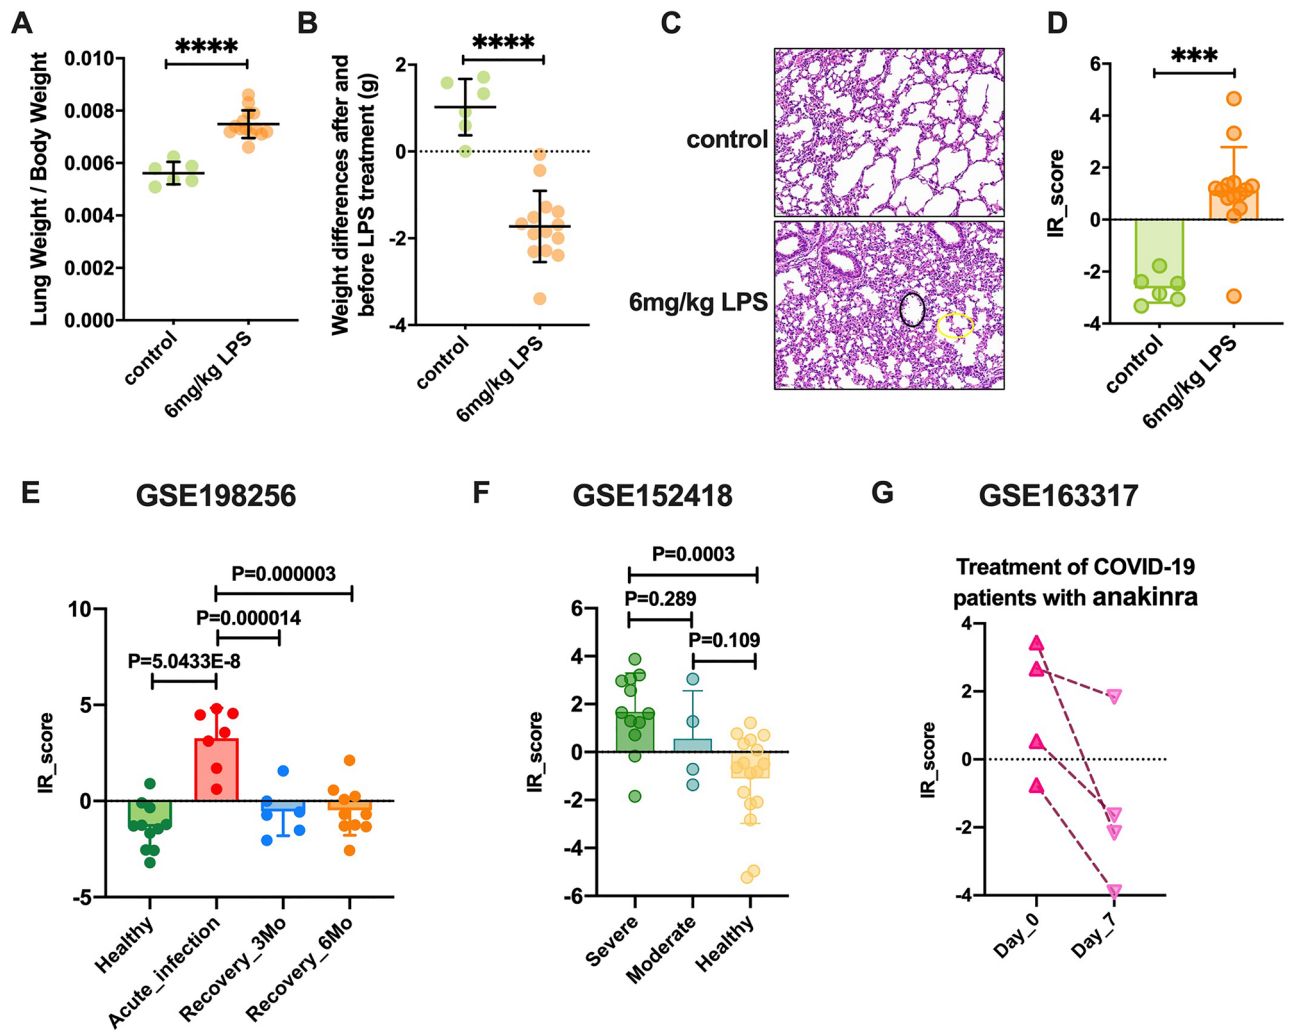 A
Lung Weight / Body Weight
0.010
0.008
0.006
0.004
0.002
0.000
****
control
6mg/kg LPS
B
Weight differences after and
before LPS treatment (g)
2
0
-2
-4
****
control
6mg/kg LPS
C
control
6mg/kg LPS
D
IR_score
6
4
2
0
-2
-4
***
control
6mg/kg LPS
E
GSE198256
P=0.000003
P=0.000014
P=5.0433E-8
IR_score
10
5
0
-5
Healthy
Acute_infection
Recovery_3Mo
Recovery_6Mo
F
GSE152418
P=0.0003
P=0.289
P=0.109
IR_score
6
4
2
0
-2
-4
-6
Severe
Moderate
Healthy
G
GSE163317
Treatment of COVID-19
patients with anakinra
IR_score
4
2
0
-2
-4
Day_0
Day_7